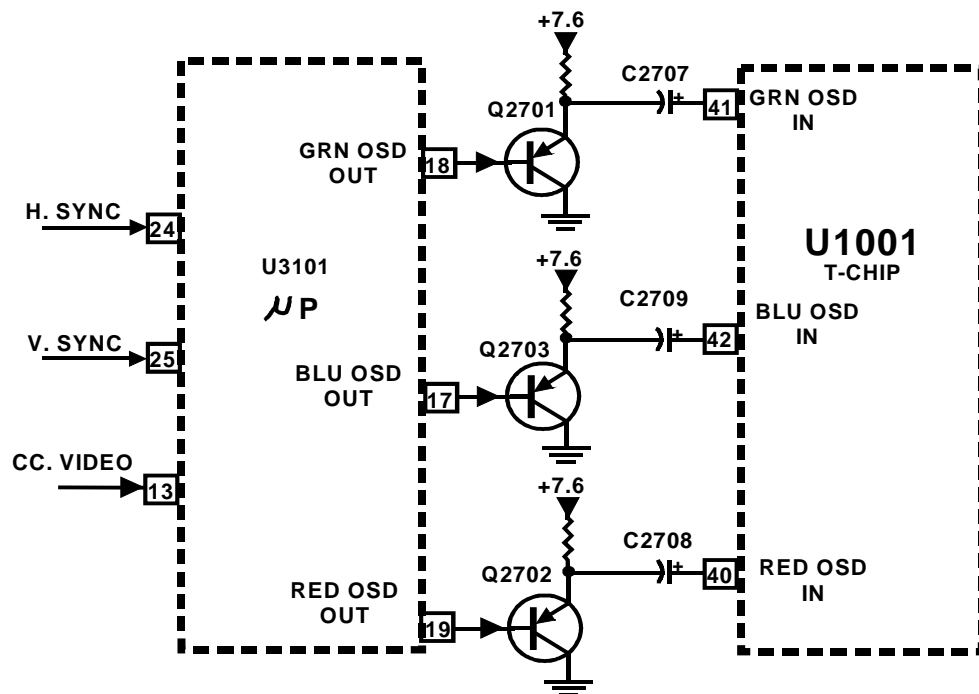 +7.6
C2707
Q2701
+
41
GRN OSD
IN
GRN OSD
OUT
18
H. SYNC
24
U3101
μP
U1001
T-CHIP
+7.6
C2709
V. SYNC
25
Q2703
+
42
BLU OSD
IN
BLU OSD
OUT
17
CC. VIDEO
13
+7.6
C2708
Q2702
+
40
RED OSD
IN
RED OSD
OUT
19